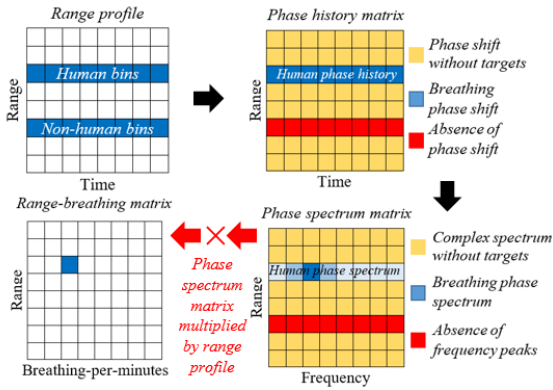 Range profile
Range
Human bins
Non-human bins
Time
Phase history matrix
Range
Human phase history
Time
Phase shift
without targets
Breathing
phase shift
Absence of
phase shift
Range-breathing matrix
Range
Breathing-per-minutes
Phase
spectrum
matrix
multiplied
by range
profile
Phase spectrum matrix
Range
Human phase spectrum
Frequency
Complex spectrum
without targets
Breathing phase
spectrum
Absence of
frequency peaks